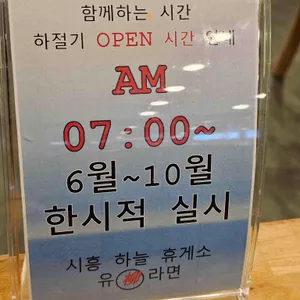 함께하는 시간
하절기 OPEN 시간 안내
AM
07:00~
6월~10월
한시적 실시
시흥 하늘 휴게소
유 라면